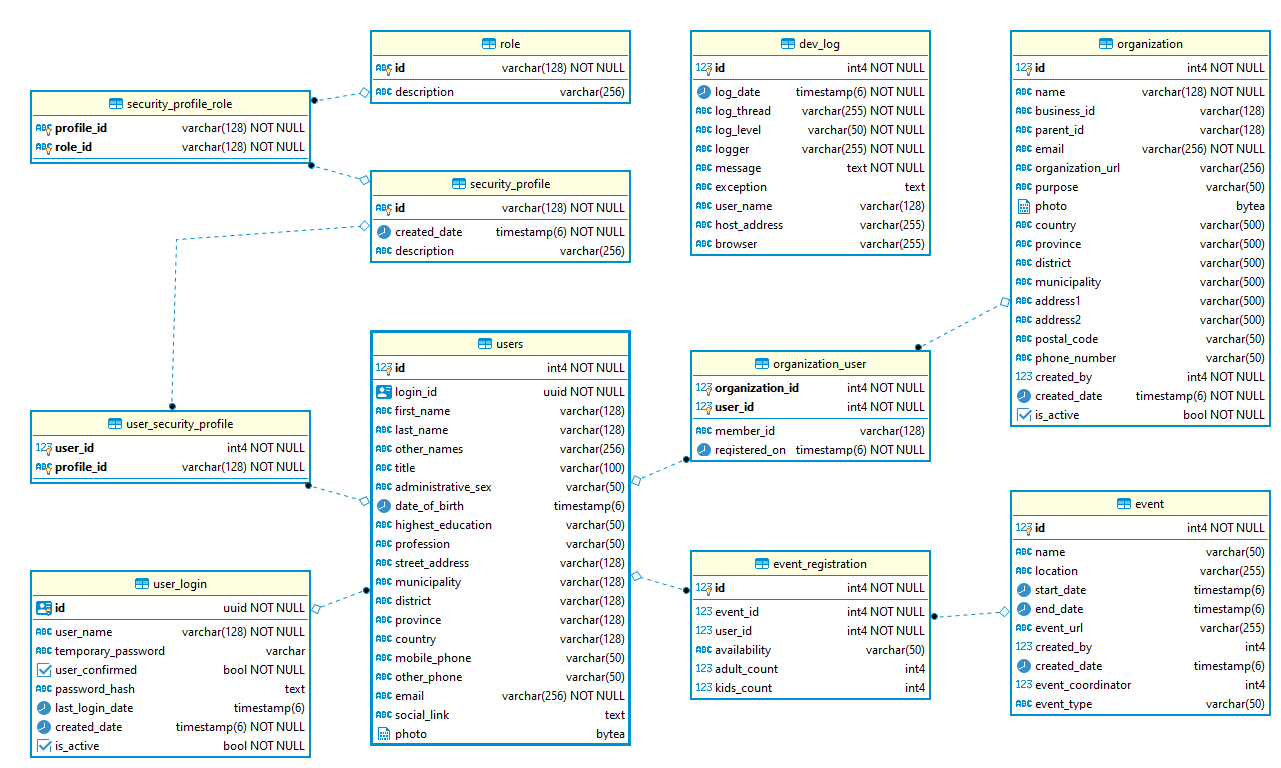 role
id varchar(128) NOT NULL
description varchar(256)
dev_log
id int4 NOT NULL
log_date timestamp(6) NOT NULL
log_thread varchar(255) NOT NULL
log_level varchar(50) NOT NULL
logger varchar(255) NOT NULL
message text NOT NULL
exception text
user_name varchar(128)
host_address varchar(255)
browser varchar(255)
organization
id int4 NOT NULL
name varchar(128) NOT NULL
business_id varchar(128)
parent_id varchar(128)
email varchar(256) NOT NULL
organization_url varchar(256)
purpose varchar(50)
photo bytea
country varchar(500)
province varchar(500)
district varchar(500)
municipality varchar(500)
address1 varchar(500)
address2 varchar(500)
postal_code varchar(50)
phone_number varchar(50)
created_by int4 NOT NULL
created_date timestamp(6) NOT NULL
is_active bool NOT NULL
security_profile_role
profile_id varchar(128) NOT NULL
role_id varchar(128) NOT NULL
security_profile
id varchar(128) NOT NULL
created_date timestamp(6) NOT NULL
description varchar(256)
users
id int4 NOT NULL
login_id uuid NOT NULL
first_name varchar(128)
last_name varchar(128)
other_names varchar(256)
title varchar(100)
administrative_sex varchar(50)
date_of_birth timestamp(6)
highest_education varchar(50)
profession varchar(50)
street_address varchar(128)
municipality varchar(128)
district varchar(128)
province varchar(128)
country varchar(128)
mobile_phone varchar(50)
other_phone varchar(50)
email varchar(256) NOT NULL
social_link text
photo bytea
organization_user
organization_id int4 NOT NULL
user_id int4 NOT NULL
member_id varchar(128)
registered_on timestamp(6) NOT NULL
user_security_profile
user_id int4 NOT NULL
profile_id varchar(128) NOT NULL
event
id int4 NOT NULL
name varchar(50)
location varchar(255)
start_date timestamp(6)
end_date timestamp(6)
event_url varchar(255)
created_by int4
created_date timestamp(6)
event_coordinator int4
event_type varchar(50)
event_registration
id int4 NOT NULL
event_id int4 NOT NULL
user_id int4 NOT NULL
availability varchar(50)
adult_count int4
kids_count int4
user_login
id uuid NOT NULL
user_name varchar(128) NOT NULL
temporary_password varchar
user_confirmed bool NOT NULL
password_hash text
last_login_date timestamp(6)
created_date timestamp(6) NOT NULL
is_active bool NOT NULL